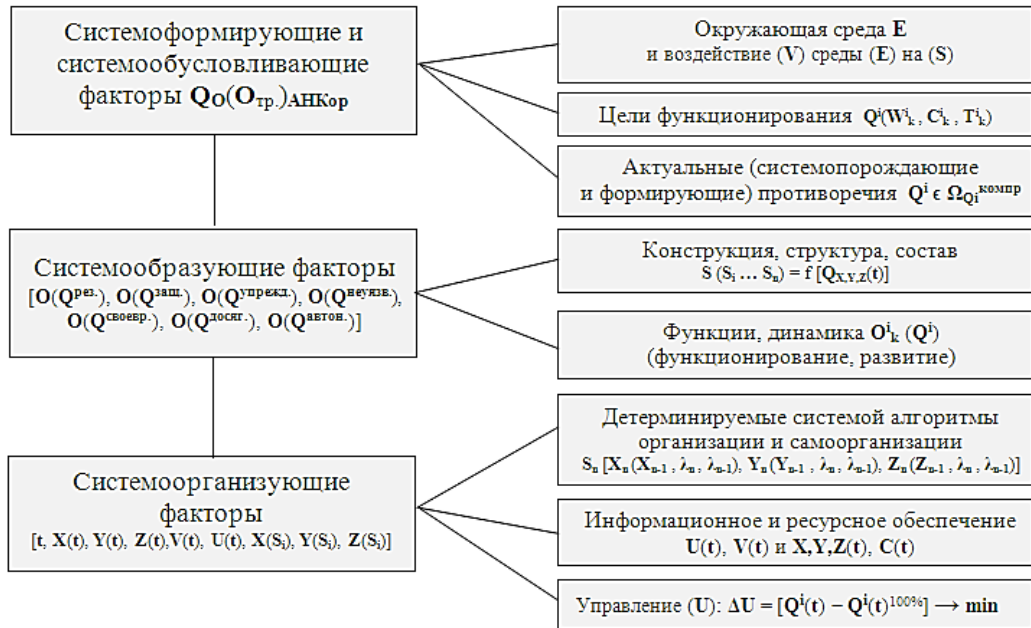 Системоформирующие и
системообусловливающие
факторы Qо(Oтр.)АНКор
Окружающая среда E
и воздействие (V) среды (E) на (S)
Цели функционирования Qⁱ(Wⁱₖ, Cⁱₖ, Tⁱₖ)
Актуальные (системопорождающие
и формирующие) противоречия Qⁱ ϵ ΩQiкомпр
Системообразующие факторы
[O(Qрез.), O(Qзащ.), O(Qупрежд.), O(Qнеуязв.),
O(Qсвоевр.), O(Qдосяг.), O(Qавтон.)]
Конструкция, структура, состав
S (Sᵢ … Sₙ) = f [QX,Y,Z(t)]
Функции, динамика Oⁱₖ (Qⁱ)
(функционирование, развитие)
Системоорганизующие
факторы
[t, X(t), Y(t), Z(t),V(t), U(t), X(Sᵢ), Y(Sᵢ), Z(Sᵢ)]
Детерминируемые системой алгоритмы
организации и самоорганизации
Sₙ [Xₙ(Xₙ₋₁, λₙ, λₙ₋₁), Yₙ(Yₙ₋₁, λₙ, λₙ₋₁), Zₙ(Zₙ₋₁, λₙ, λₙ₋₁)]
Информационное и ресурсное обеспечение
U(t), V(t) и X,Y,Z(t), C(t)
Управление (U): ΔU = [Qⁱ(t) − Qⁱ(t)¹⁰⁰%] → min